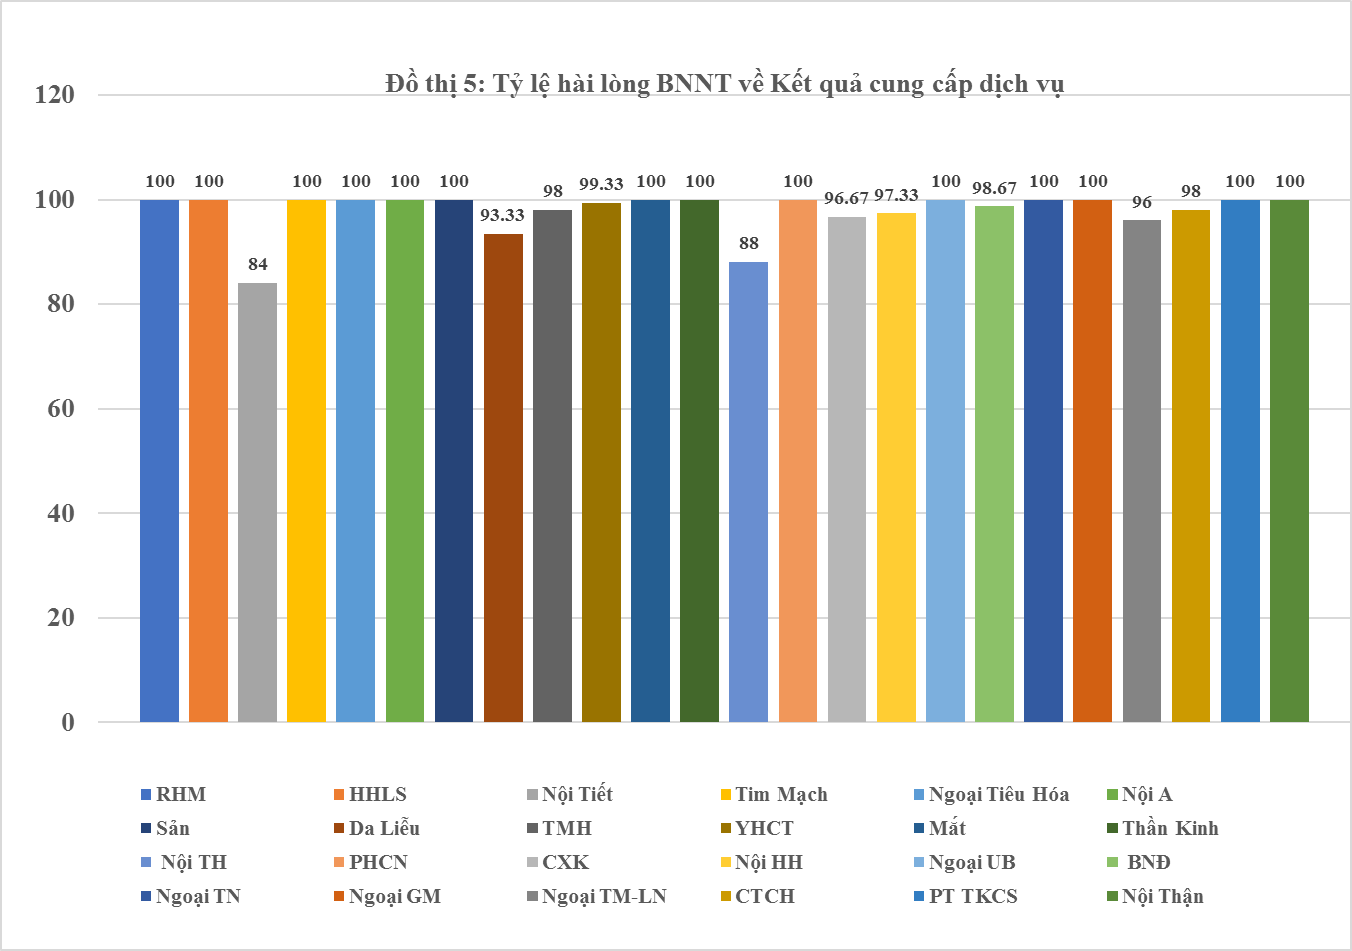 Đồ thị 5: Tỷ lệ hài lòng BNNT về Kết quả cung cấp dịch vụ
120
100
80
60
40
20
0
100 100 84 100 100 100 100 93.33 98 99.33 100 100 88 100 96.67 97.33 100 98.67 100 100 96 98 100 100
RHM HHLS Nội Tiết Tim Mạch Ngoại Tiêu Hóa Nội A
Sản Da Liễu TMH YHCT Mắt Thần Kinh
Nội TH PHCN CXK Nội HH Ngoại UB BNĐ
Ngoại TN Ngoại GM Ngoại TM-LN CTCH PT TKCS Nội Thận